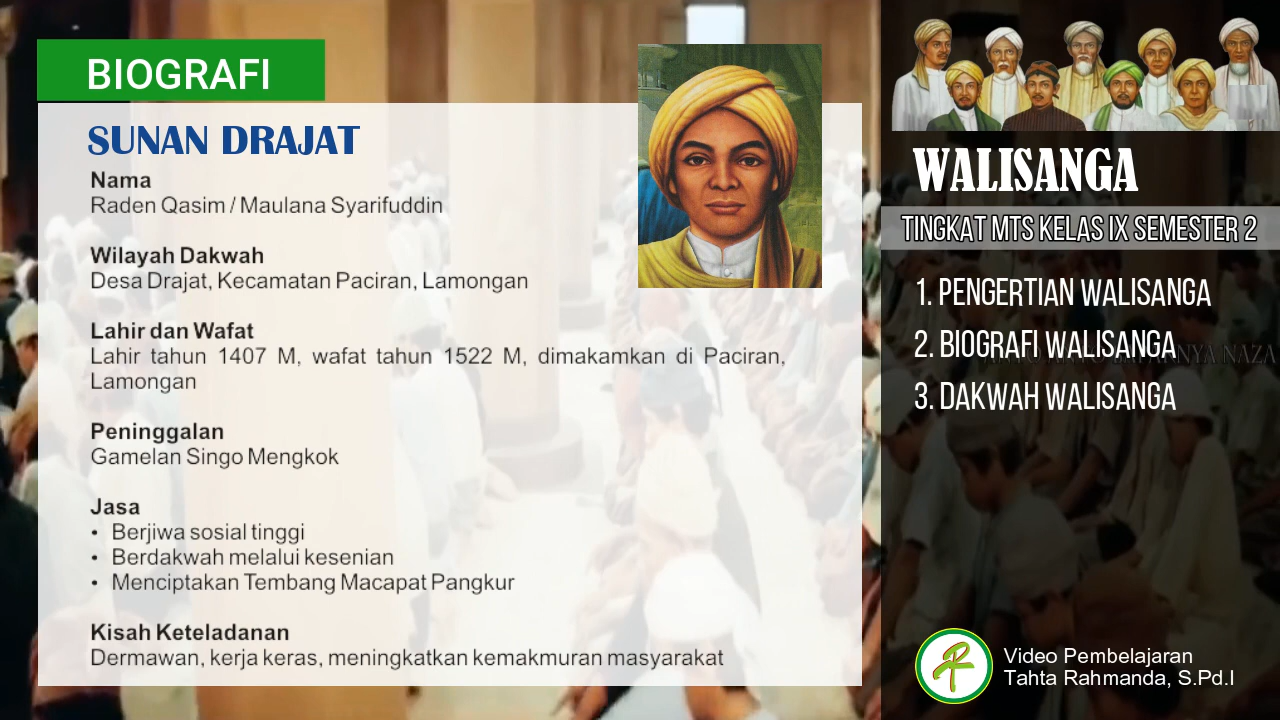 BIOGRAFI
SUNAN DRAJAT
Nama
Raden Qasim / Maulana Syarifuddin
Wilayah Dakwah
Desa Drajat, Kecamatan Paciran, Lamongan
Lahir dan Wafat
Lahir tahun 1407 M, wafat tahun 1522 M, dimakamkan di Paciran,
Lamongan
Peninggalan
Gamelan Singo Mengkok
Jasa
• Berjiwa sosial tinggi
• Berdakwah melalui kesenian
• Menciptakan Tembang Macapat Pangkur
Kisah Keteladanan
Dermawan, kerja keras, meningkatkan kemakmuran masyarakat
WALISANGA
TINGKAT MTS KELAS IX SEMESTER 2
1. PENGERTIAN WALISANGA
2. BIOGRAFI WALISANGA
3. DAKWAH WALISANGA
Video Pembelajaran
Tahta Rahmanda, S.Pd.I